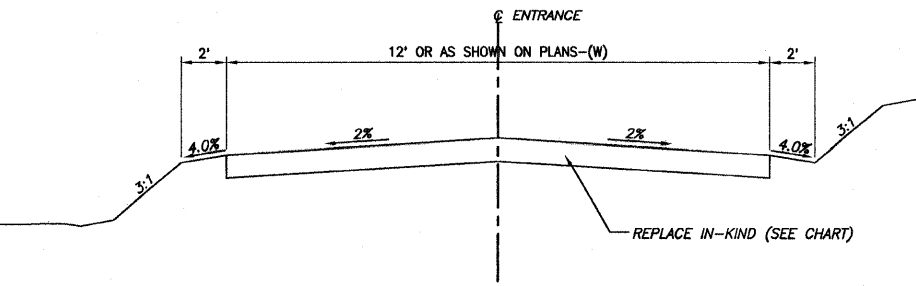 ℄ ENTRANCE
2' 12' OR AS SHOWN ON PLANS-(W) 2'
4.0% 2% 2% 4.0%
3:1 3:1
REPLACE IN-KIND (SEE CHART)